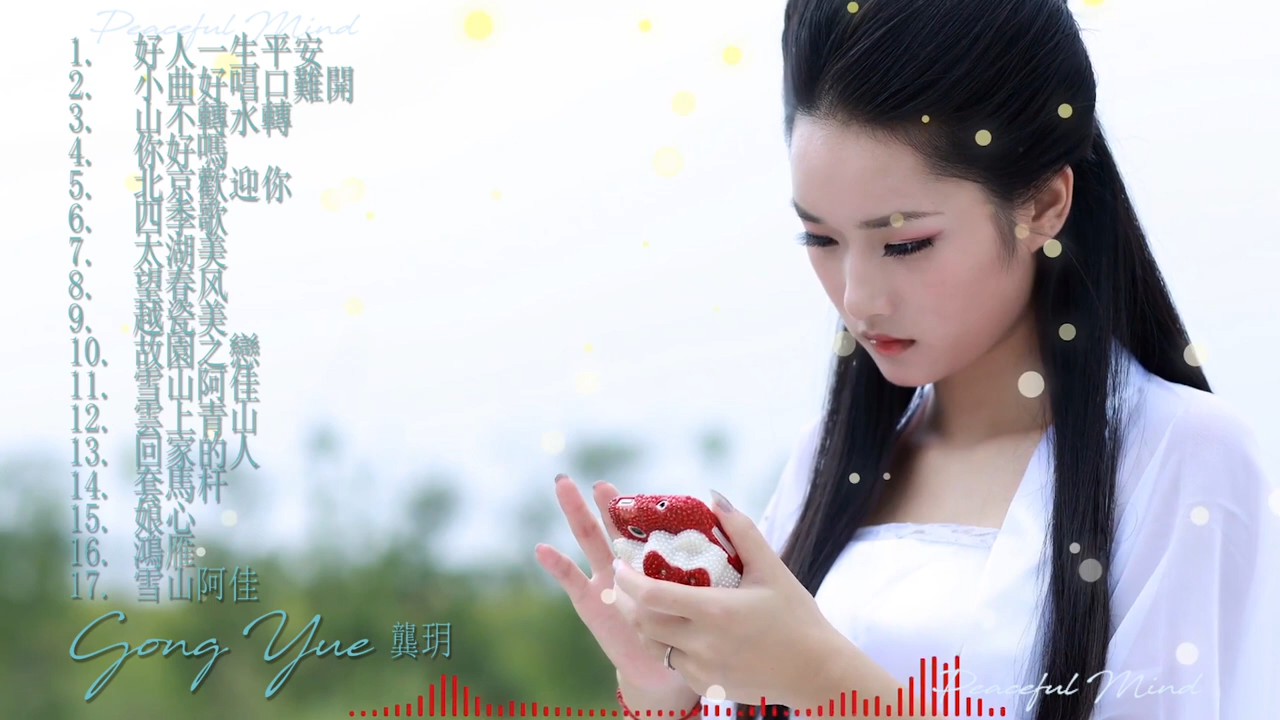 Peaceful Mind
1. 好人一生平安
2. 小曲好唱口難開
3. 山不轉水轉
4. 你好嗎
5. 北京歡迎你
6. 四季歌
7. 太湖美
8. 望春风
9. 越瓷美
10. 故園之戀
11. 雪山阿佳
12. 雲上青山
13. 回家的人
14. 套馬杆
15. 娘心
16. 鴻雁
17. 雪山阿佳
Gong Yue 龔玥
Peaceful Mind